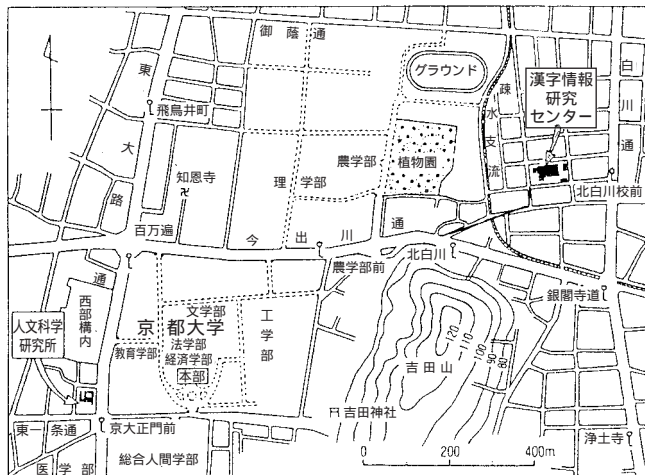 御蔭通
グラウンド
白川通
東大路通
漢字情報
研究
センター
疏水支流
飛鳥井町
農学部
植物園
知恩寺
理学部
北白川校前
百万遍
今出川通
農学部前
北白川
銀閣寺道
西部構内
文学部
京都大学
工学部
人文科学
研究所
教育学部
法学部
経済学部
本部
120
110
100
90
80
吉田山
吉田神社
東一条通
京大正門前
浄土寺
医学部
総合人間学部
0 200 400m